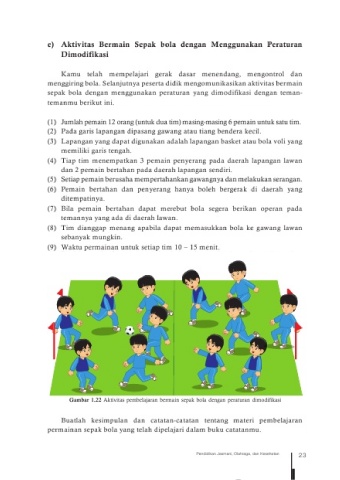 e) Aktivitas Bermain Sepak bola dengan Menggunakan Peraturan
Dimodifikasi
Kamu telah mempelajari gerak dasar menendang, mengontrol dan
menggiring bola. Selanjutnya peserta didik mengomunikasikan aktivitas bermain
sepak bola dengan menggunakan peraturan yang dimodifikasi dengan teman-
temanmu berikut ini.
(1) Jumlah pemain 12 orang (untuk dua tim) masing-masing 6 pemain untuk satu tim.
(2) Pada garis lapangan dipasang gawang atau tiang bendera kecil.
(3) Lapangan yang dapat digunakan adalah lapangan basket atau bola voli yang
memiliki garis tengah.
(4) Tiap tim menempatkan 3 pemain penyerang pada daerah lapangan lawan
dan 2 pemain bertahan pada daerah lapangan sendiri.
(5) Setiap pemain berusaha mempertahankan gawangnya dan melakukan serangan.
(6) Pemain bertahan dan penyerang hanya boleh bergerak di daerah yang
ditempatinya.
(7) Bila pemain bertahan dapat merebut bola segera berikan operan pada
temannya yang ada di daerah lawan.
(8) Tim dianggap menang apabila dapat memasukkan bola ke gawang lawan
sebanyak mungkin.
(9) Waktu permainan untuk setiap tim 10 – 15 menit.
Gambar 1.22 Aktivitas pembelajaran bermain sepak bola dengan peraturan dimodifikasi
Buatlah kesimpulan dan catatan-catatan tentang materi pembelajaran
permainan sepak bola yang telah dipelajari dalam buku catatanmu.
Pendidikan Jasmani, Olahraga, dan Kesehatan 23